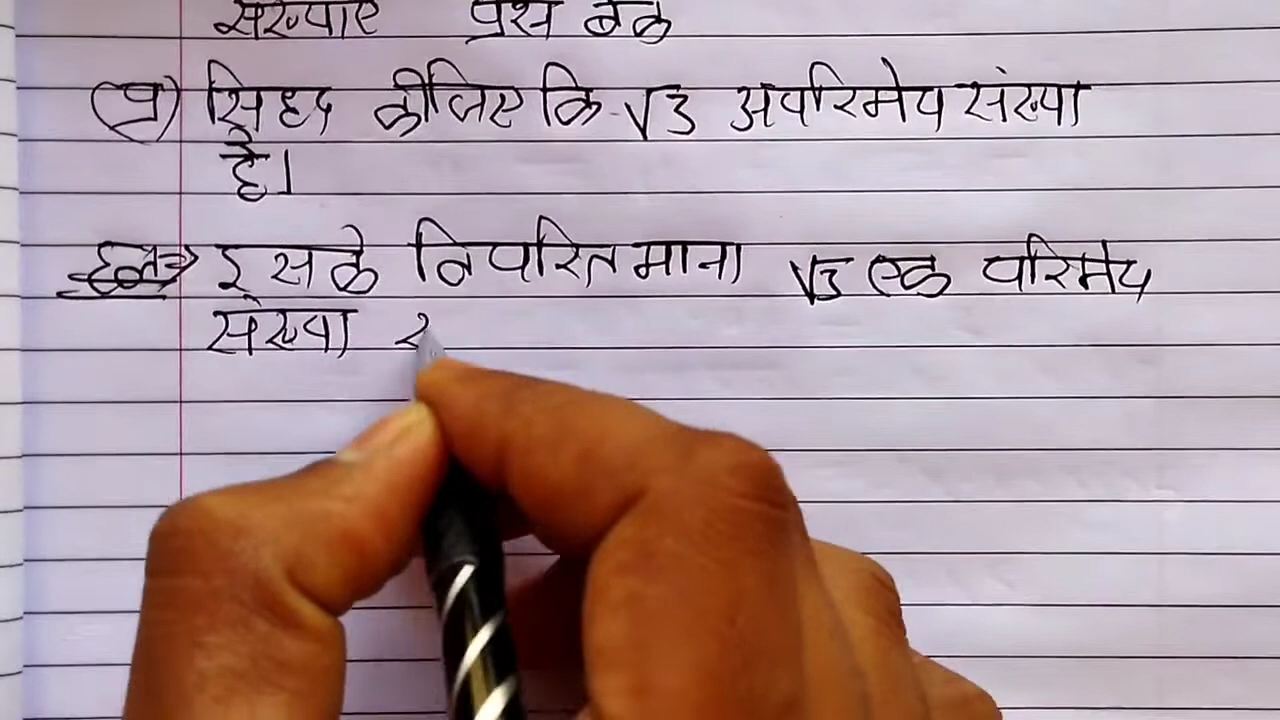 संख्याए प्रश्न
(प्र) सिध्द कीजिए कि √3 अपरिमेय संख्या
है।
हल⇒ इसके विपरित माना √3 एक परिमेय
संख्या